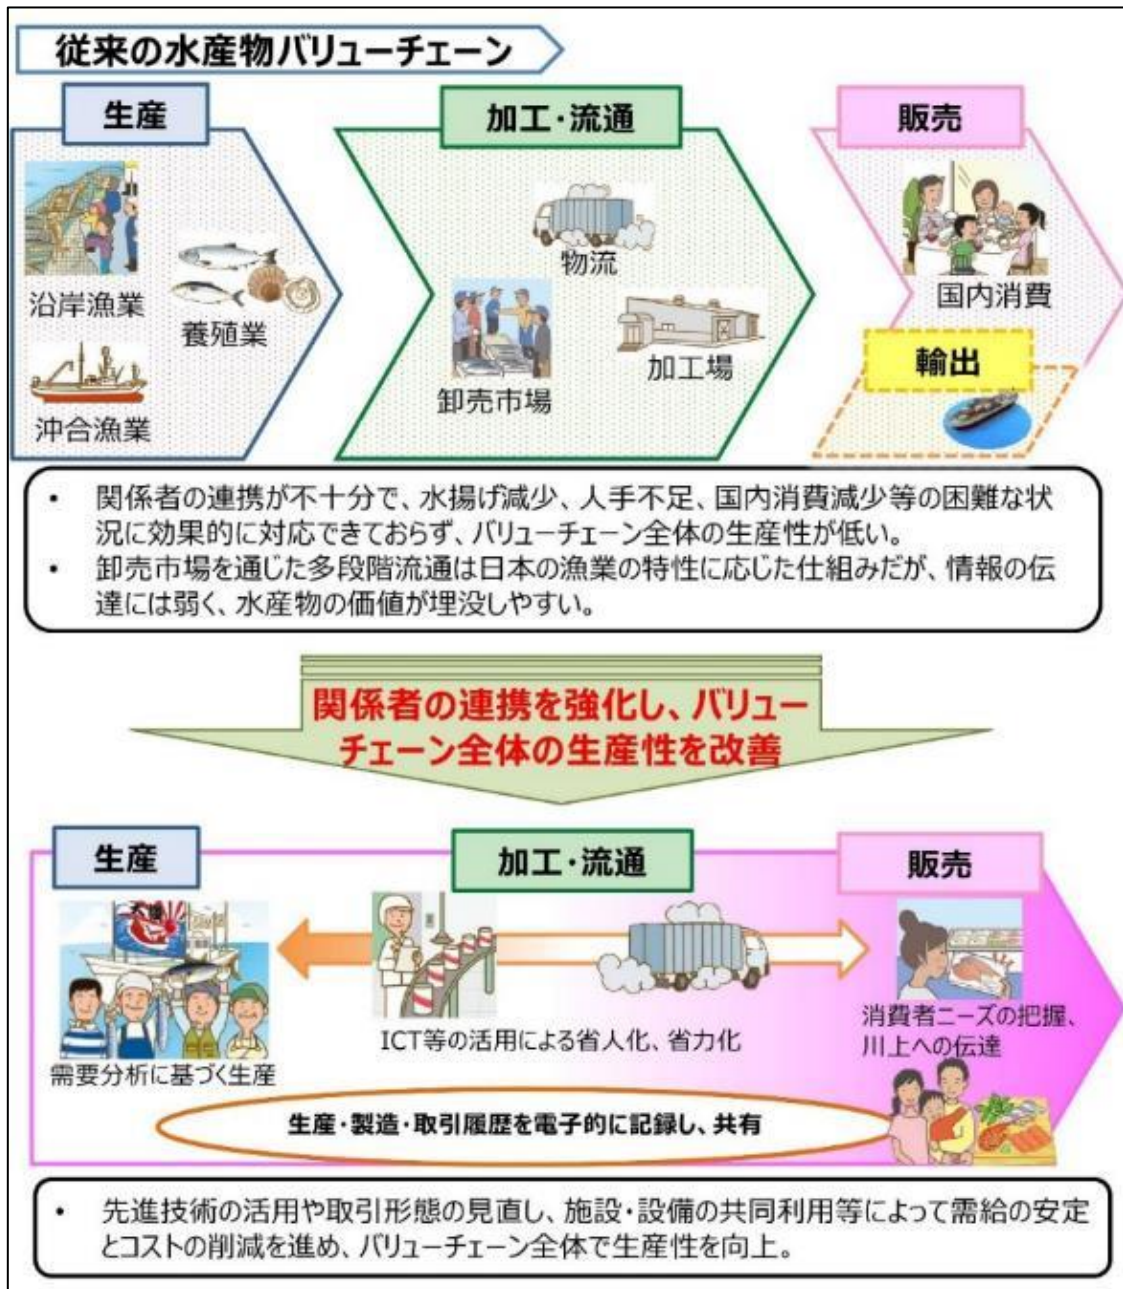 従来の水産物バリューチェーン
生産
加工・流通
販売
沿岸漁業
養殖業
沖合漁業
物流
卸売市場
加工場
国内消費
輸出
• 関係者の連携が不十分で、水揚げ減少、人手不足、国内消費減少等の困難な状
況に効果的に対応できておらず、バリューチェーン全体の生産性が低い。
• 卸売市場を通じた多段階流通は日本の漁業の特性に応じた仕組みだが、情報の伝
達には弱く、水産物の価値が埋没しやすい。
関係者の連携を強化し、バリュー
チェーン全体の生産性を改善
生産
加工・流通
販売
需要分析に基づく生産
ICT等の活用による省人化、省力化
消費者ニーズの把握、
川上への伝達
生産・製造・取引履歴を電子的に記録し、共有
• 先進技術の活用や取引形態の見直し、施設・設備の共同利用等によって需給の安定
とコストの削減を進め、バリューチェーン全体で生産性を向上。